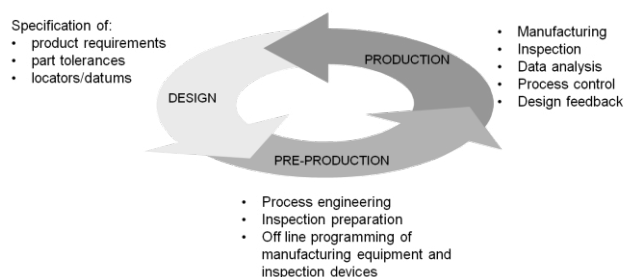 Specification of:
• product requirements
• part tolerances
• locators/datums
DESIGN
PRODUCTION
• Manufacturing
• Inspection
• Data analysis
• Process control
• Design feedback
PRE-PRODUCTION
• Process engineering
• Inspection preparation
• Off line programming of
manufacturing equipment and
inspection devices